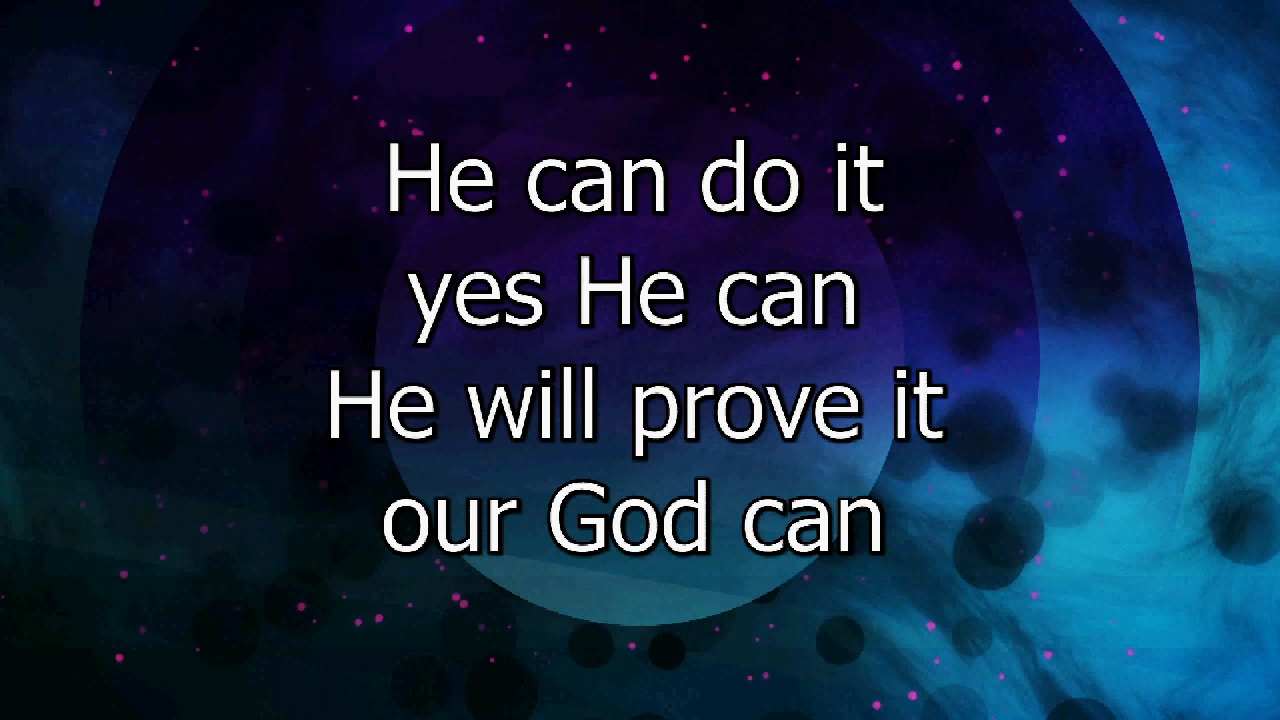 He can do it
yes He can
He will prove it
our God can